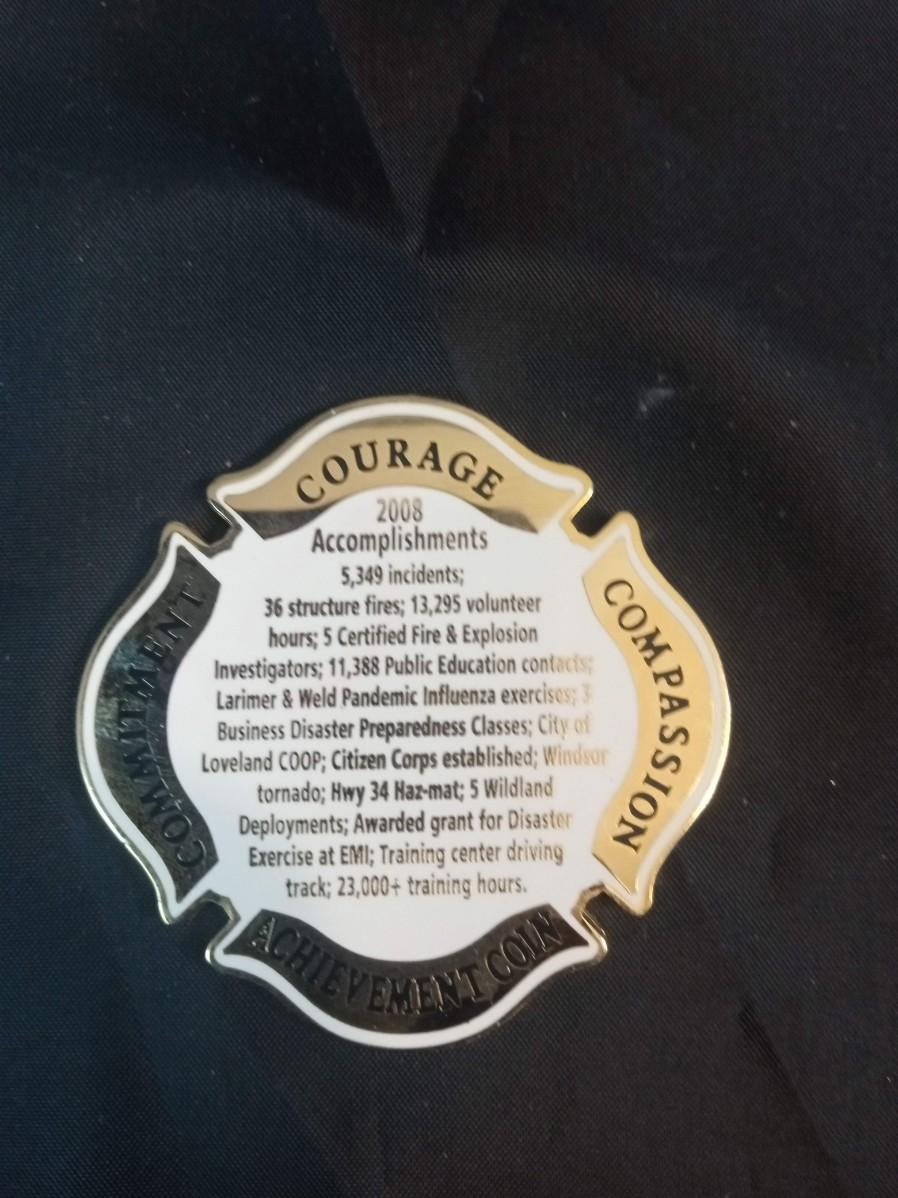 COURAGE
2008
Accomplishments
5,349 incidents;
36 structure fires; 13,295 volunteer
hours; 5 Certified Fire & Explosion
Investigators; 11,388 Public Education contacts;
Larimer & Weld Pandemic Influenza exercises; 3
Business Disaster Preparedness Classes; City of
Loveland COOP; Citizen Corps established; Windsor
tornado; Hwy 34 Haz-mat; 5 Wildland
Deployments; Awarded grant for Disaster
Exercise at EMI; Training center driving
track; 23,000+ training hours.
COMMITMENT
COMPASSION
ACHIEVEMENT COIN